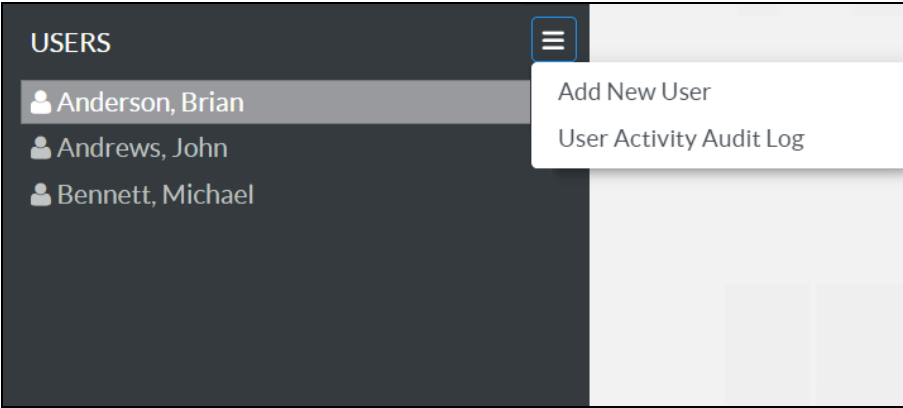 USERS
Anderson, Brian
Andrews, John
Bennett, Michael
Add New User
User Activity Audit Log